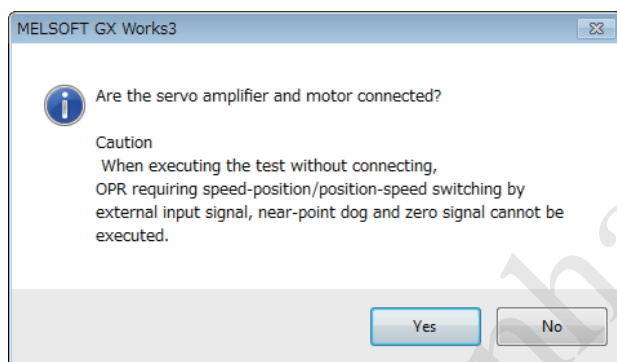 MELSOFT GX Works3
Are the servo amplifier and motor connected?
Caution
When executing the test without connecting,
OPR requiring speed-position/position-speed switching by
external input signal, near-point dog and zero signal cannot be
executed.
Yes
No